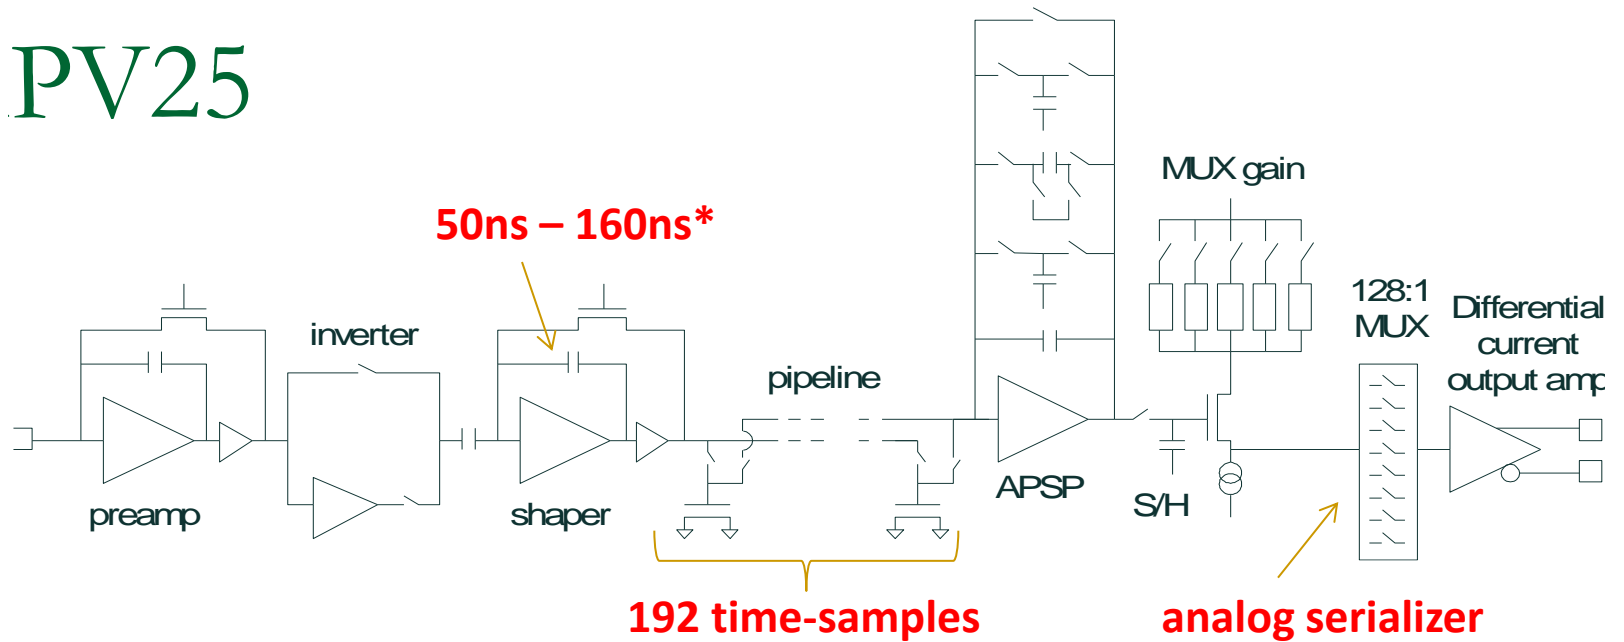 PV25
50ns – 160ns*
MUX gain
128:1
MUX
Differential
current
output amp
inverter
pipeline
preamp
shaper
APSP
S/H
192 time-samples
analog serializer